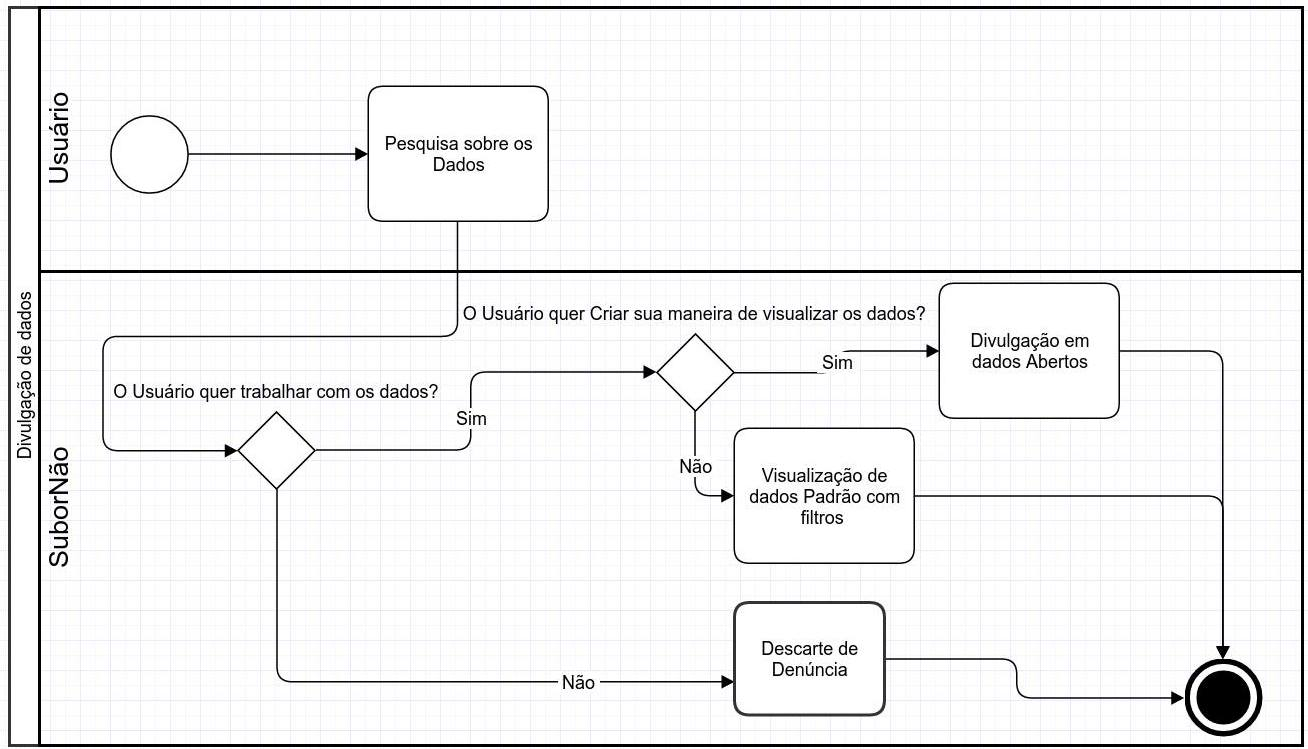 Divulgação de dados
Usuário
Pesquisa sobre os
Dados
SuborNão
O Usuário quer trabalhar com os dados?
Sim
O Usuário quer Criar sua maneira de visualizar os dados?
Sim
Divulgação em
dados Abertos
Não
Visualização de
dados Padrão com
filtros
Não
Descarte de
Denúncia